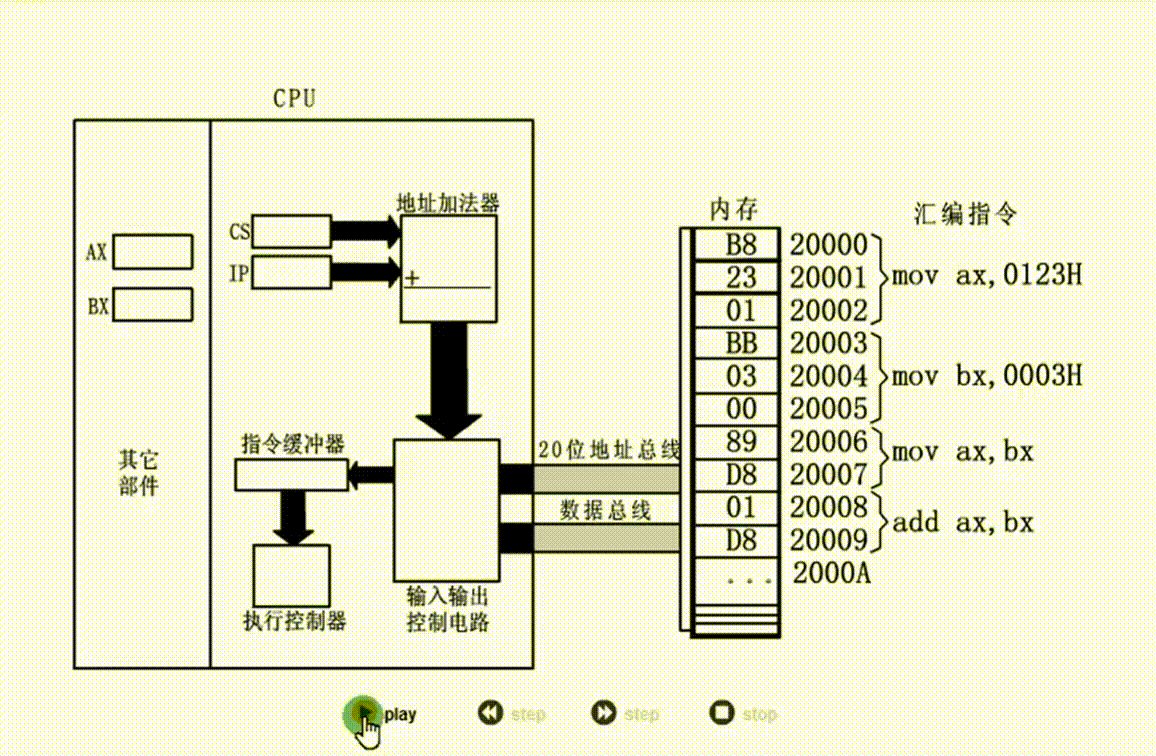 CPU
地址加法器
CS
IP
+
AX
BX
其它
部件
指令缓冲器
执行控制器
输入输出
控制电路
20位地址总线
数据总线
内存
汇编指令
B8 20000
23 20001 mov ax,0123H
01 20002
BB 20003
03 20004 mov bx,0003H
00 20005
89 20006
mov ax,bx
D8 20007
01 20008
add ax,bx
D8 20009
... 2000A
play step step stop